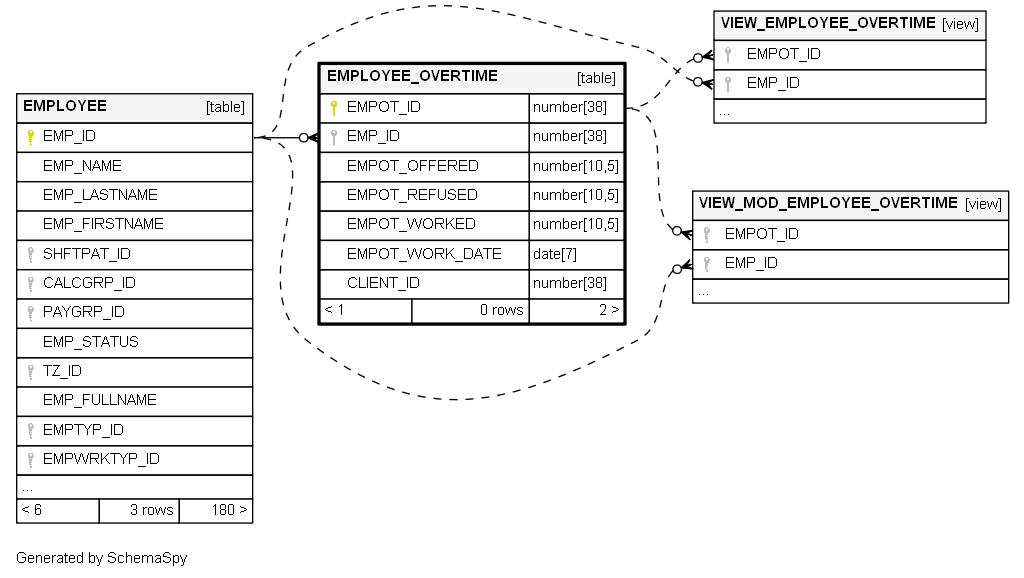 EMPLOYEE [table]
EMP_ID
EMP_NAME
EMP_LASTNAME
EMP_FIRSTNAME
SHFTPAT_ID
CALCGRP_ID
PAYGRP_ID
EMP_STATUS
TZ_ID
EMP_FULLNAME
EMPTYP_ID
EMPWRKTYP_ID
...
< 6 3 rows 180 >
EMPLOYEE_OVERTIME [table]
EMPOT_ID number[38]
EMP_ID number[38]
EMPOT_OFFERED number[10,5]
EMPOT_REFUSED number[10,5]
EMPOT_WORKED number[10,5]
EMPOT_WORK_DATE date[7]
CLIENT_ID number[38]
< 1 0 rows 2 >
VIEW_EMPLOYEE_OVERTIME [view]
EMPOT_ID
EMP_ID
...
VIEW_MOD_EMPLOYEE_OVERTIME [view]
EMPOT_ID
EMP_ID
...
Generated by SchemaSpy